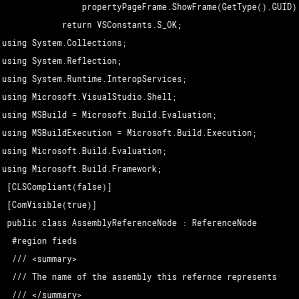 propertyPageFrame.ShowFrame(GetType().GUID)
return VSConstants.S_OK;
using System.Collections;
using System.Reflection;
using System.Runtime.InteropServices;
using Microsoft.VisualStudio.Shell;
using MSBuild = Microsoft.Build.Evaluation;
using MSBuildExecution = Microsoft.Build.Execution;
using Microsoft.Build.Evaluation;
using Microsoft.Build.Framework;
[CLSCompliant(false)]
[ComVisible(true)]
public class AssemblyReferenceNode : ReferenceNode
#region fieds
/// <summary>
/// The name of the assembly this refernce represents
/// </summary>